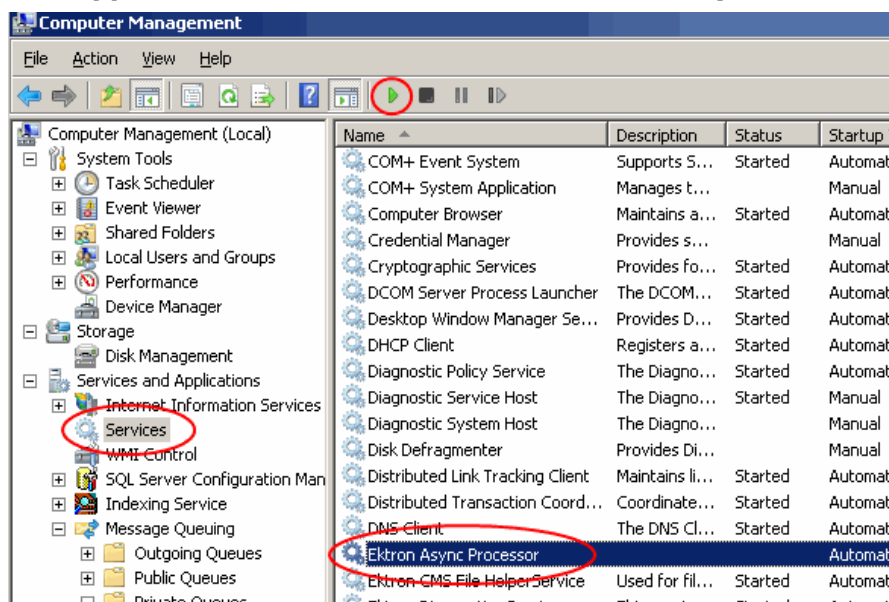 Computer Management
File Action View Help
Computer Management (Local)
System Tools
Task Scheduler
Event Viewer
Shared Folders
Local Users and Groups
Performance
Device Manager
Storage
Disk Management
Services and Applications
Internet Information Services
Services
WMI Control
SQL Server Configuration Man
Indexing Service
Message Queuing
Outgoing Queues
Public Queues
Private Queues
Name Description Status Startup
COM+ Event System Supports S... Started Automat
COM+ System Application Manages t... Manual
Computer Browser Maintains a... Started Automat
Credential Manager Provides s... Manual
Cryptographic Services Provides fo... Started Automat
DCOM Server Process Launcher The DCOM... Started Automat
Desktop Window Manager Se... Provides D... Started Automat
DHCP Client Registers a... Started Automat
Diagnostic Policy Service The Diagno... Started Automat
Diagnostic Service Host The Diagno... Started Manual
Diagnostic System Host The Diagno... Manual
Disk Defragmenter Provides Di... Manual
Distributed Link Tracking Client Maintains li... Started Automat
Distributed Transaction Coord... Coordinate... Started Automat
DNS Client The DNS Cl... Started Automat
Ektron Async Processor Automat
Ektron CMS File HelperService Used for fil... Started Automat